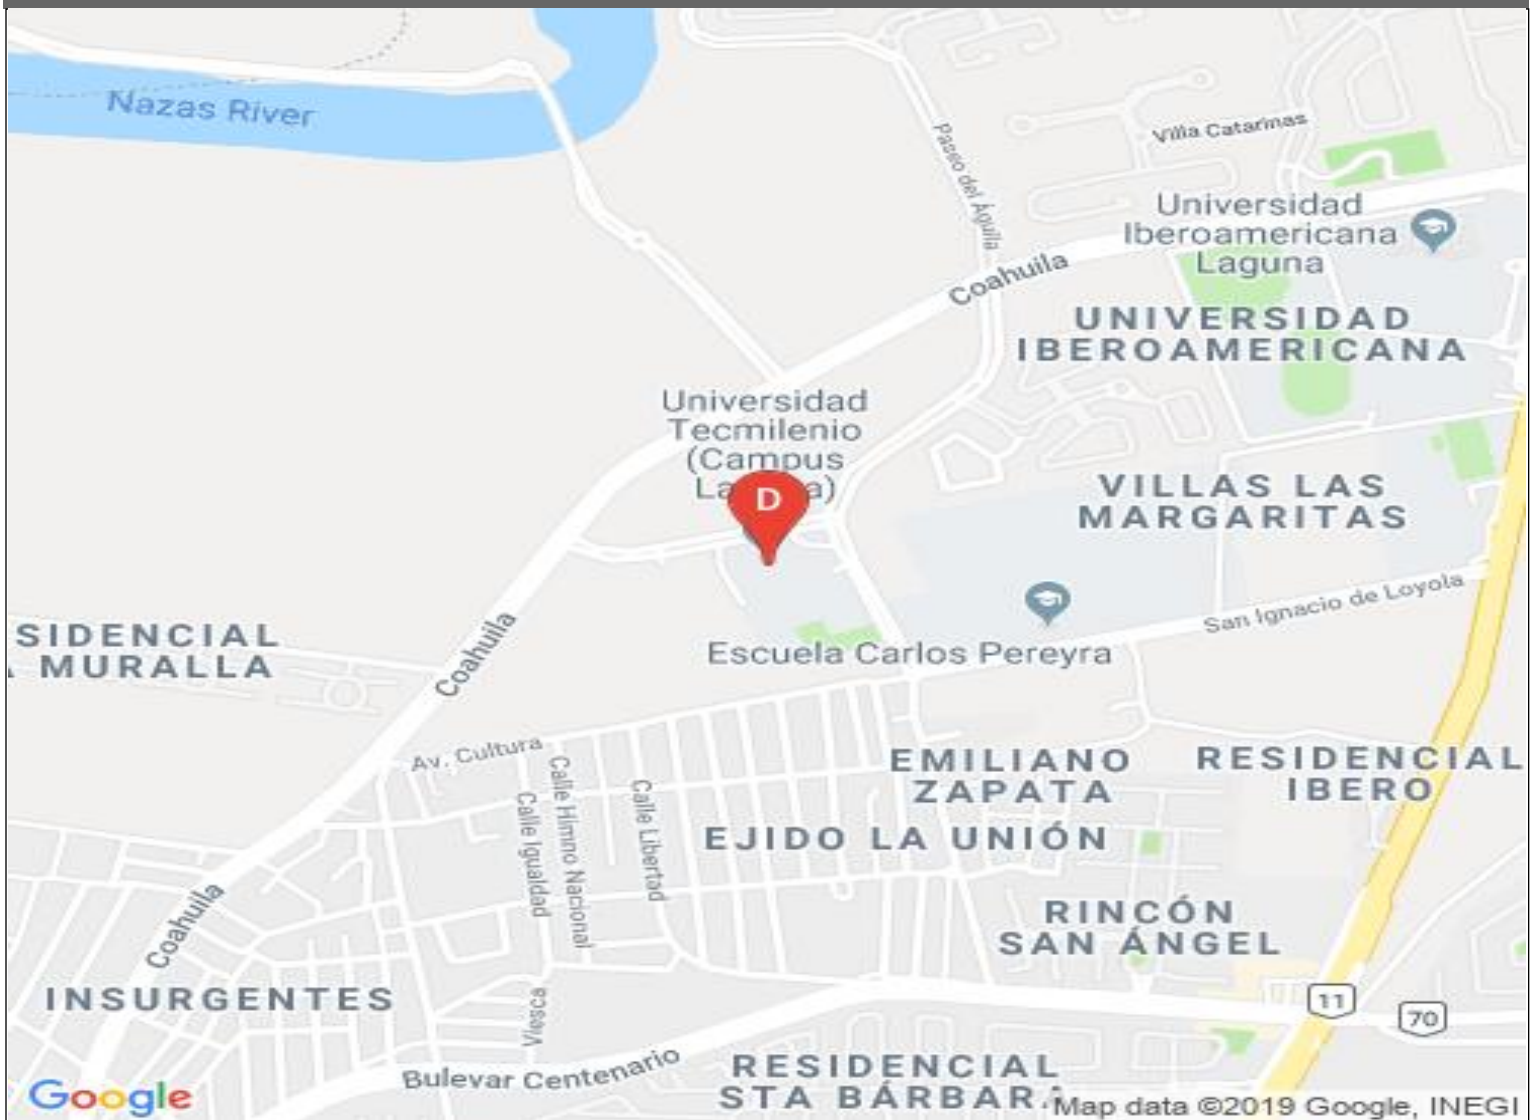 Nazas River
Paseo del Águila
Villa Catarinas
Universidad
Iberoamericana
Laguna
Coahuila
UNIVERSIDAD
IBEROAMERICANA
Universidad
Tecmilenio
(Campus
D
VILLAS LAS
MARGARITAS
San Ignacio de Loyola
Escuela Carlos Pereyra
SIDENCIAL
MURALLA
Coahuila
Av. Cultura
Calle Himno Nacional
Calle Igualdad
Calle Libertad
EMILIANO
ZAPATA
RESIDENCIAL
IBERO
EJIDO LA UNIÓN
RINCÓN
SAN ÁNGEL
Coahuila
INSURGENTES
Viesca
11
70
Bulevar Centenario
RESIDENCIAL
STA BÁRBARA
Google
Map data ©2019 Google, INEGI